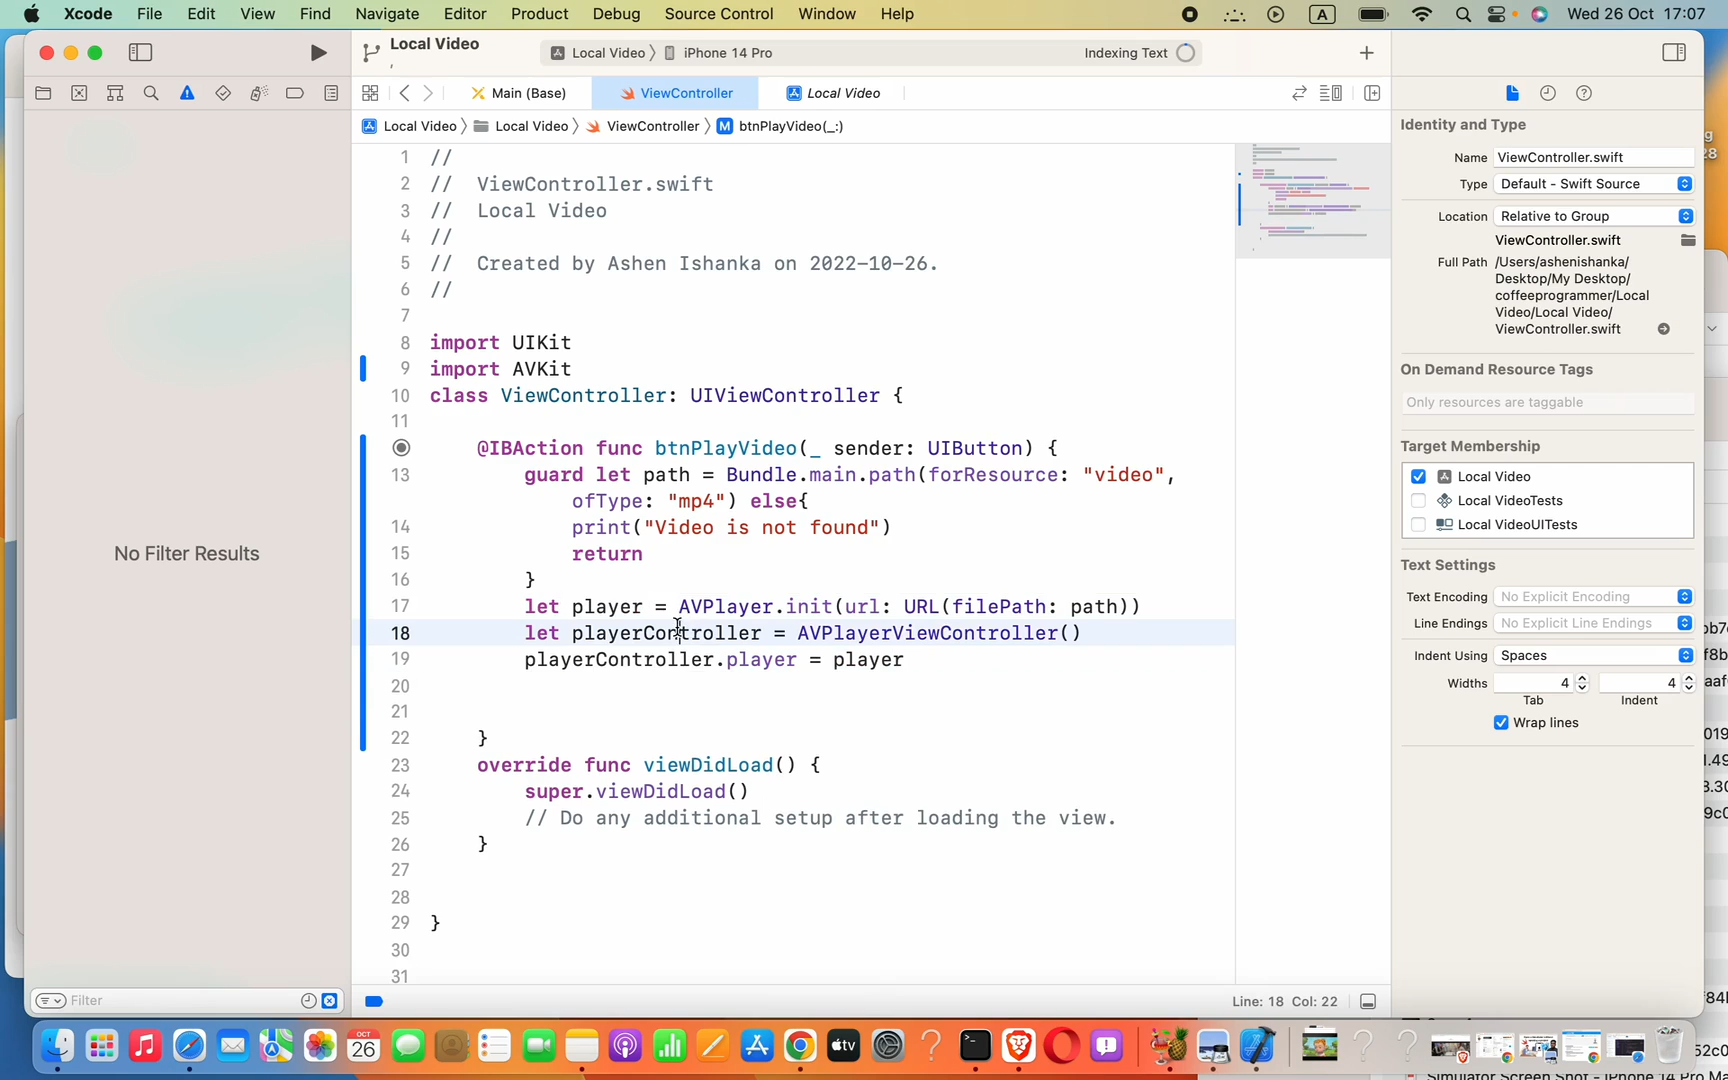 Xcode File Edit View Find Navigate Editor Product Debug Source Control Window Help A Wed 26 Oct 17:07
Local Video
Local Video iPhone 14 Pro Indexing Text
Main (Base) ViewController Local Video
Local Video Local Video ViewController M btnPlayVideo(_:)
1 //
2 // ViewController.swift
3 // Local Video
4 //
5 // Created by Ashen Ishanka on 2022-10-26.
6 //
7
8 import UIKit
9 import AVKit
10 class ViewController: UIViewController {
11
@IBAction func btnPlayVideo(_ sender: UIButton) {
13 guard let path = Bundle.main.path(forResource: "video",
ofType: "mp4") else{
14 print("Video is not found")
15 return
16 }
17 let player = AVPlayer.init(url: URL(filePath: path))
18 let playerController = AVPlayerViewController()
19 playerController.player = player
20
21
22 }
23 override func viewDidLoad() {
24 super.viewDidLoad()
25 // Do any additional setup after loading the view.
26 }
27
28
29 }
30
31
No Filter Results
Filter
Line: 18 Col: 22
Identity and Type
Name ViewController.swift
Type Default - Swift Source
Location Relative to Group
ViewController.swift
Full Path /Users/ashenishanka/
Desktop/My Desktop/
coffeeprogrammer/Local
Video/Local Video/
ViewController.swift
On Demand Resource Tags
Only resources are taggable
Target Membership
Local Video
Local VideoTests
Local VideoUITests
Text Settings
Text Encoding No Explicit Encoding
Line Endings No Explicit Line Endings
Indent Using Spaces
Widths 4 4
Tab Indent
Wrap lines
OCT
26
tv